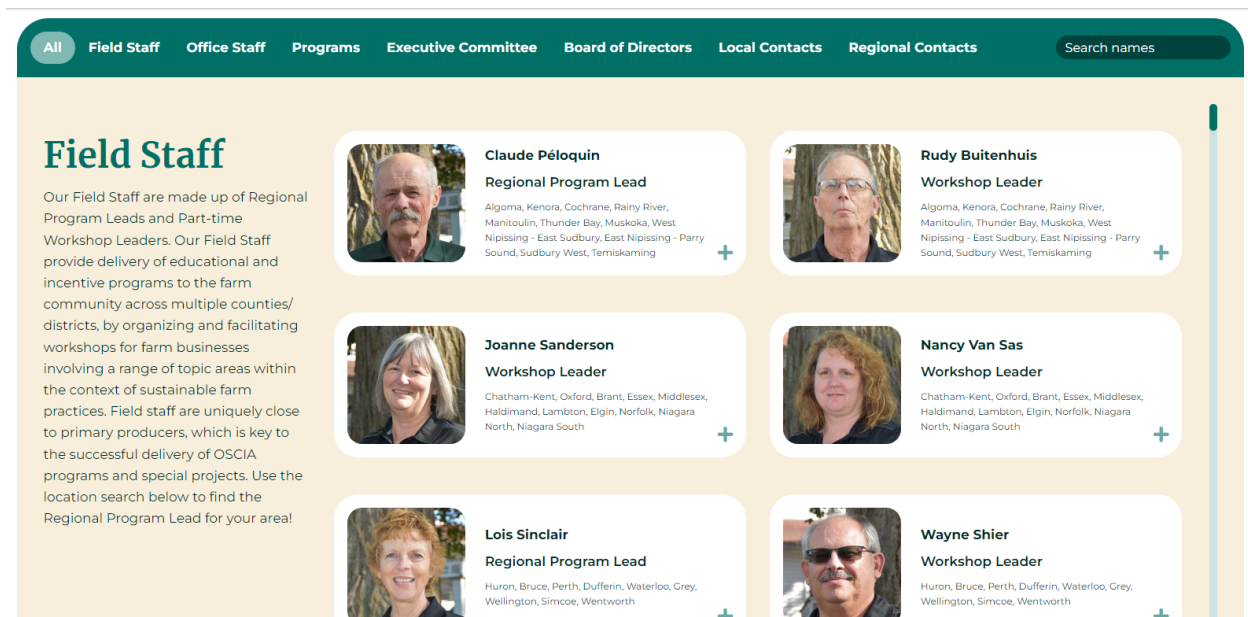 All Field Staff Office Staff Programs Executive Committee Board of Directors Local Contacts Regional Contacts Search names
Field Staff
Our Field Staff are made up of Regional
Program Leads and Part-time
Workshop Leaders. Our Field Staff
provide delivery of educational and
incentive programs to the farm
community across multiple counties/
districts, by organizing and facilitating
workshops for farm businesses
involving a range of topic areas within
the context of sustainable farm
practices. Field staff are uniquely close
to primary producers, which is key to
the successful delivery of OSCIA
programs and special projects. Use the
location search below to find the
Regional Program Lead for your area!
Claude Péloquin
Regional Program Lead
Algoma, Kenora, Cochrane, Rainy River,
Manitoulin, Thunder Bay, Muskoka, West
Nipissing - East Sudbury, East Nipissing - Parry
Sound, Sudbury West, Temiskaming
+
Rudy Buitenhuis
Workshop Leader
Algoma, Kenora, Cochrane, Rainy River,
Manitoulin, Thunder Bay, Muskoka, West
Nipissing - East Sudbury, East Nipissing - Parry
Sound, Sudbury West, Temiskaming
+
Joanne Sanderson
Workshop Leader
Chatham-Kent, Oxford, Brant, Essex, Middlesex,
Haldimand, Lambton, Elgin, Norfolk, Niagara
North, Niagara South
+
Nancy Van Sas
Workshop Leader
Chatham-Kent, Oxford, Brant, Essex, Middlesex,
Haldimand, Lambton, Elgin, Norfolk, Niagara
North, Niagara South
+
Lois Sinclair
Regional Program Lead
Huron, Bruce, Perth, Dufferin, Waterloo, Grey,
Wellington, Simcoe, Wentworth
+
Wayne Shier
Workshop Leader
Huron, Bruce, Perth, Dufferin, Waterloo, Grey,
Wellington, Simcoe, Wentworth
+